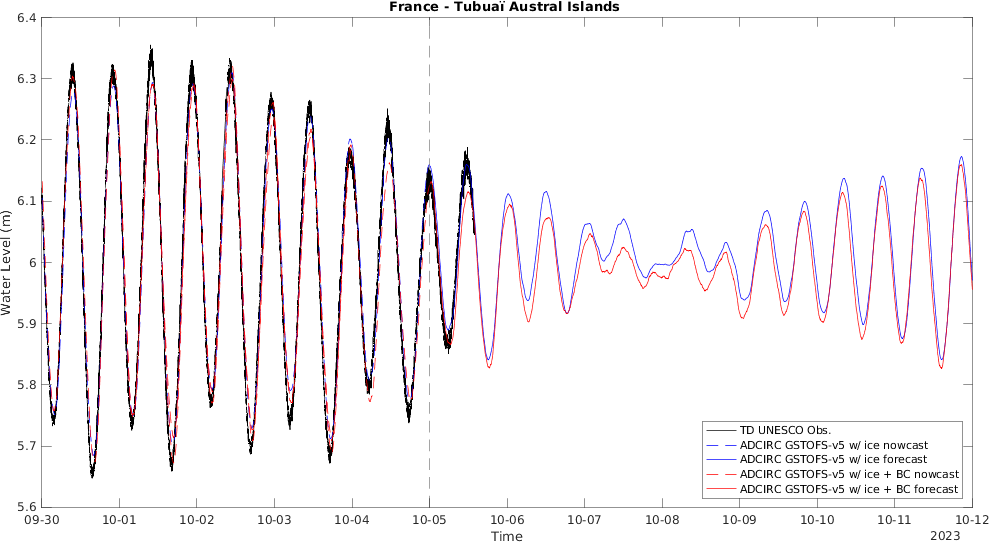 France - Tubuaï Austral Islands
6.4
6.3
6.2
6.1
6
5.9
5.8
5.7
5.6
Water Level (m)
TD UNESCO Obs.
ADCIRC GSTOFS-v5 w/ ice nowcast
ADCIRC GSTOFS-v5 w/ ice forecast
ADCIRC GSTOFS-v5 w/ ice + BC nowcast
ADCIRC GSTOFS-v5 w/ ice + BC forecast
09-30 10-01 10-02 10-03 10-04 10-05 10-06 10-07 10-08 10-09 10-10 10-11 10-12
Time
2023